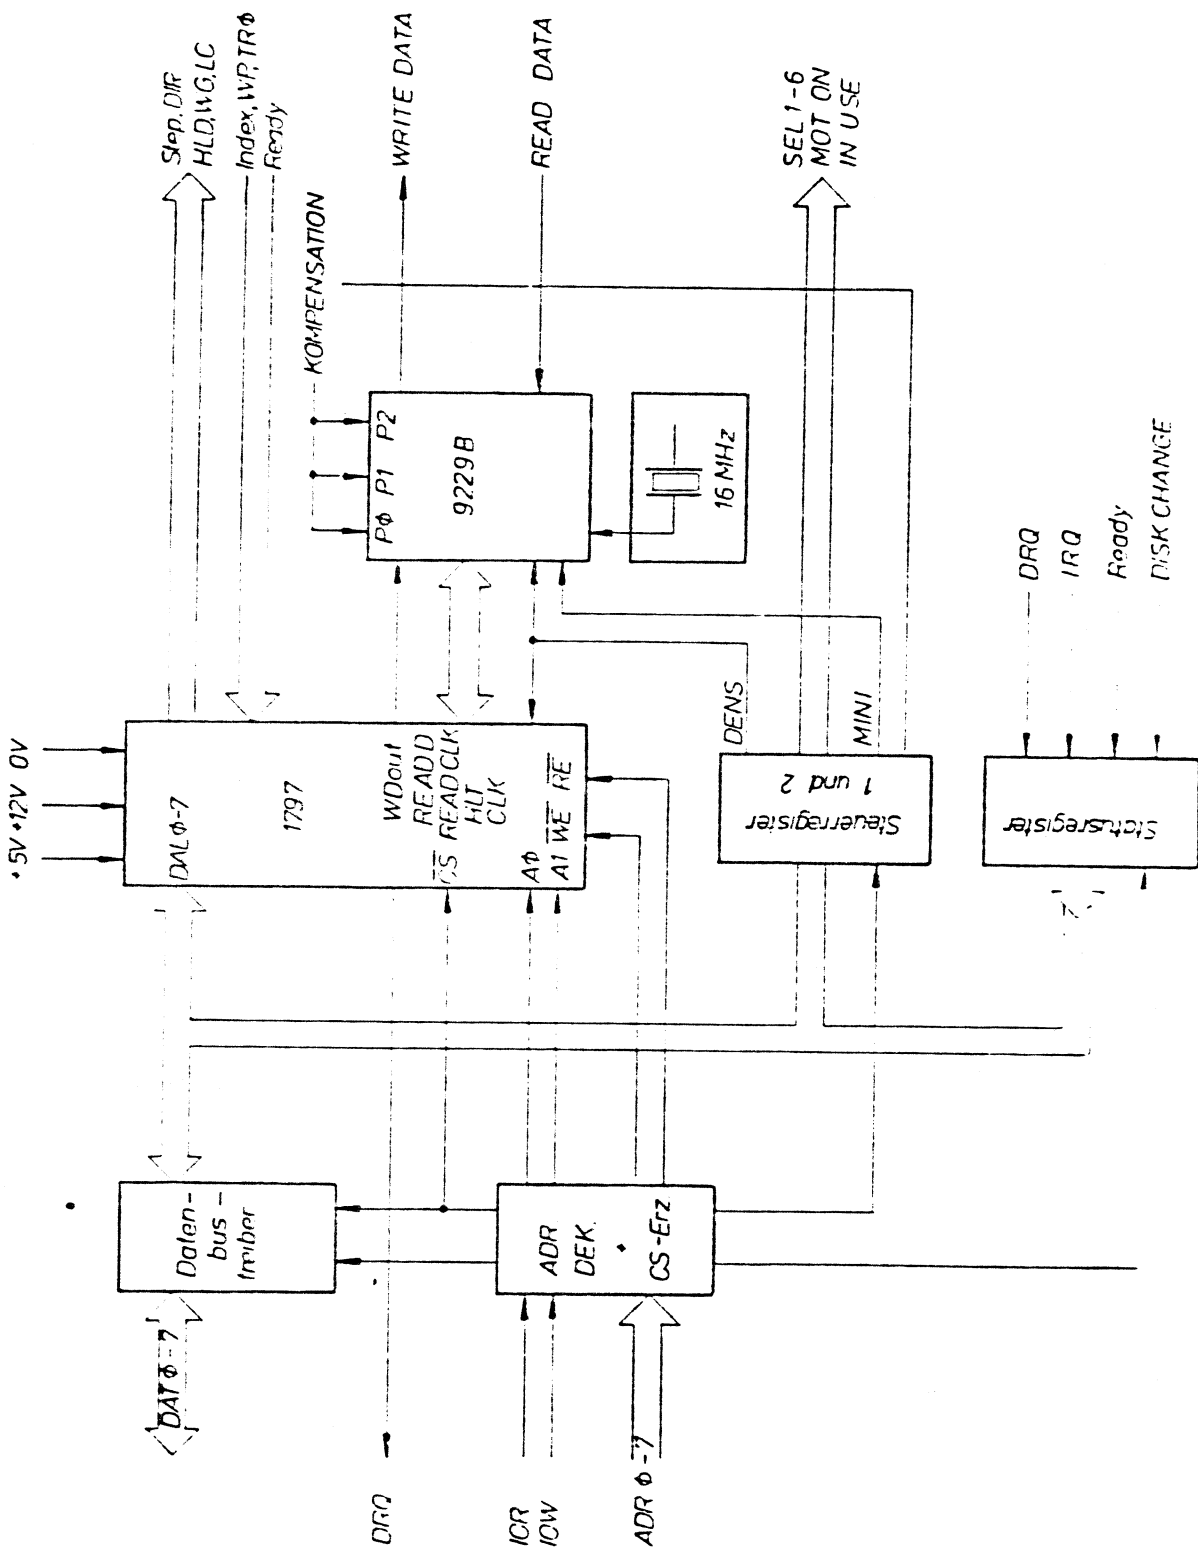 +5V +12V 0V
Step, DIR
HLD, WG, LC
Index, WP, TRΦ
Ready
KOMPENSATION
WRITE DATA
READ DATA
SEL 1-6
MOT ON
IN USE
DALΦ-7
1797
WDout
READ D
CS READCLK
HLT
CLK
AΦ
A1 WE RE
PΦ P1 P2
9229B
16 MHz
DENS
MINI
Steuerregister
1 und 2
Statusregister
DRQ
IRQ
Ready
DISK CHANGE
Daten-
bus-
treiber
DATΦ-7
ADR
DEK.
+
CS-Erz
DRQ
IOR
IOW
ADR Φ-7